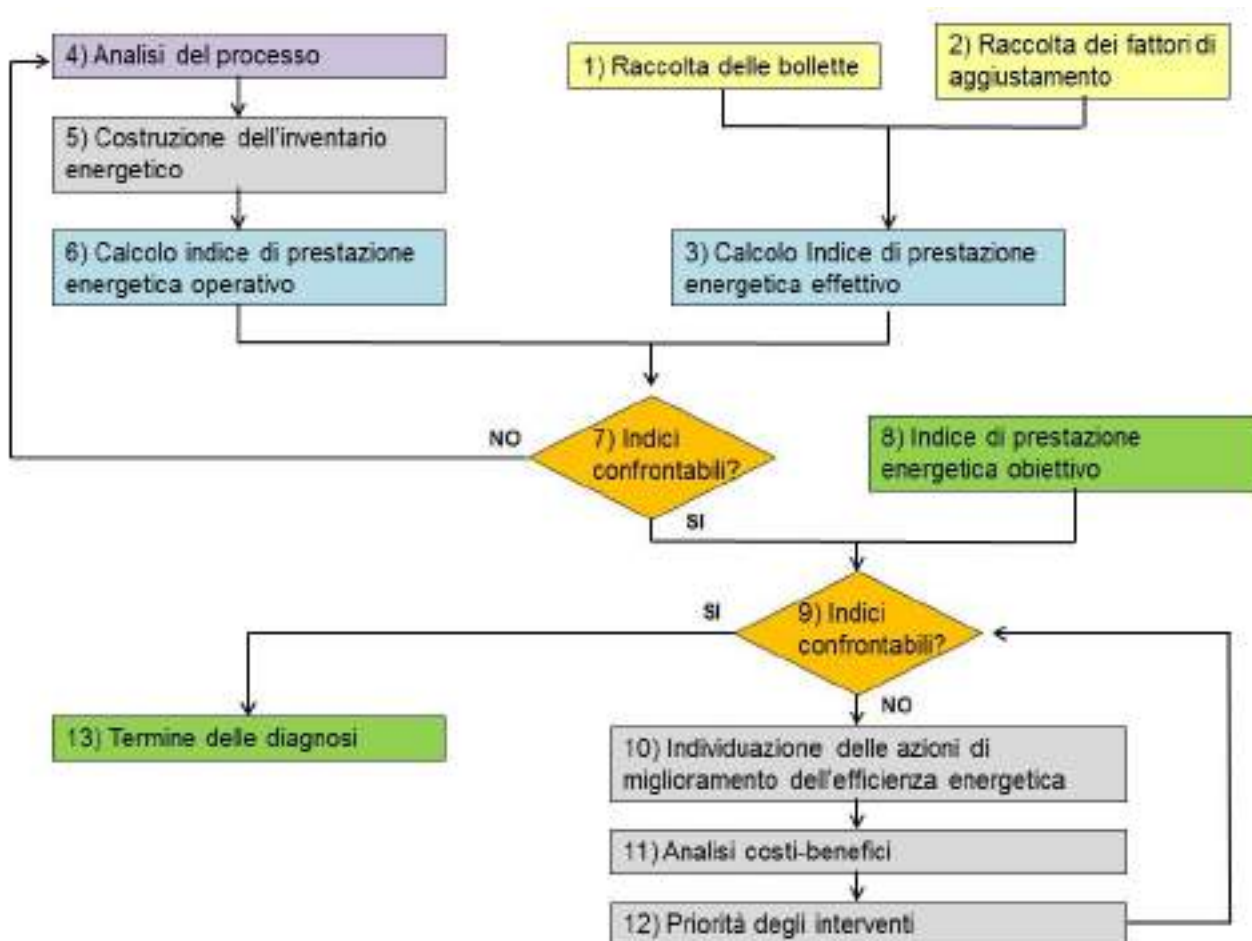 4) Analisi del processo
1) Raccolta delle bollette
2) Raccolta dei fattori di
aggiustamento
5) Costruzione dell'inventario
energetico
6) Calcolo indice di prestazione
energetica operativo
3) Calcolo Indice di prestazione
energetica effettivo
NO
7) Indici
confrontabili?
8) Indice di prestazione
energetica obiettivo
SI
SI
9) Indici
confrontabili?
NO
13) Termine delle diagnosi
10) Individuazione delle azioni di
miglioramento dell'efficienza energetica
11) Analisi costi-benefici
12) Priorità degli interventi